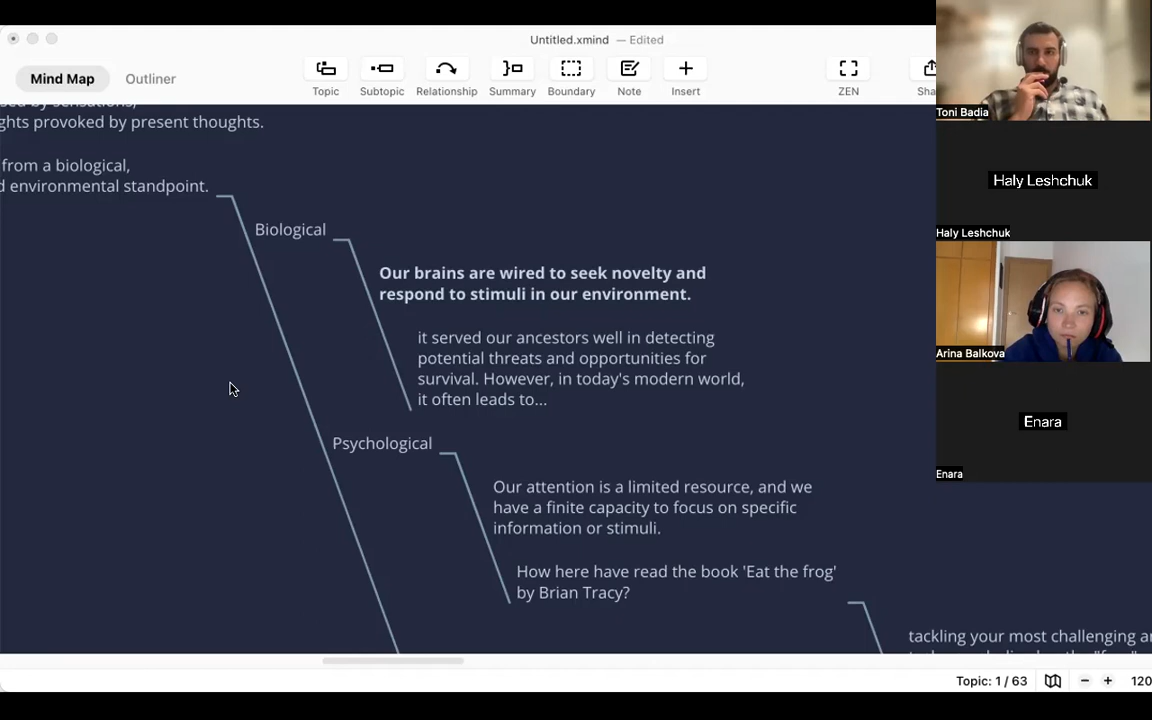 Untitled.xmind — Edited
Mind Map
Outliner
Topic
Subtopic
Relationship
Summary
Boundary
Note
Insert
ZEN
Sha
sed by sensations,
ghts provoked by present thoughts.
from a biological,
d environmental standpoint.
Biological
Our brains are wired to seek novelty and
respond to stimuli in our environment.
it served our ancestors well in detecting
potential threats and opportunities for
survival. However, in today's modern world,
it often leads to...
Psychological
Our attention is a limited resource, and we
have a finite capacity to focus on specific
information or stimuli.
How here have read the book 'Eat the frog'
by Brian Tracy?
tackling your most challenging a
Topic: 1 / 63
120
Toni Badia
Haly Leshchuk
Haly Leshchuk
Arina Balkova
Enara
Enara